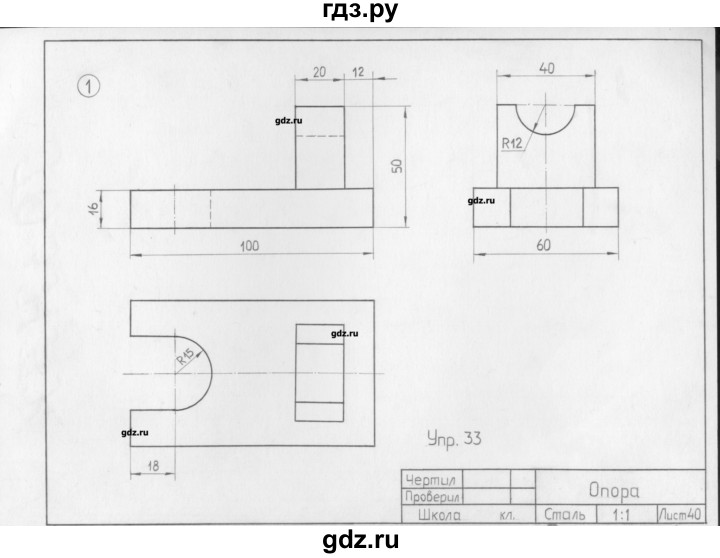 гдз.ру
1
20 12
40
gdz.ru
R12
50
16
gdz.ru
100
60
gdz.ru
R15
gdz.ru
18
Упр. 33
Чертил
Проверил
Опора
Школа кл. Сталь 1:1 Лист40
gdz.ru